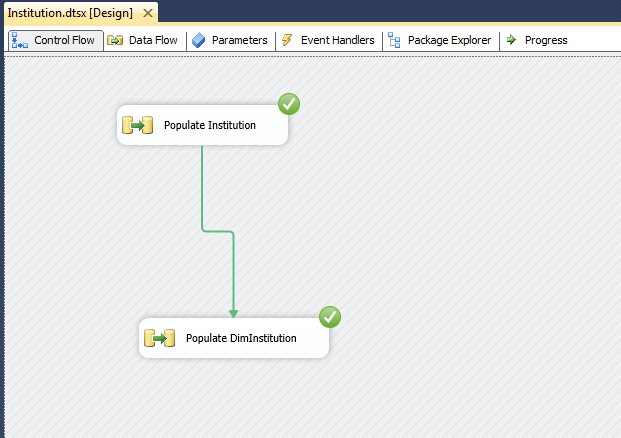 Institution.dtsx [Design]
Control Flow Data Flow Parameters Event Handlers Package Explorer Progress
Populate Institution
Populate DimInstitution